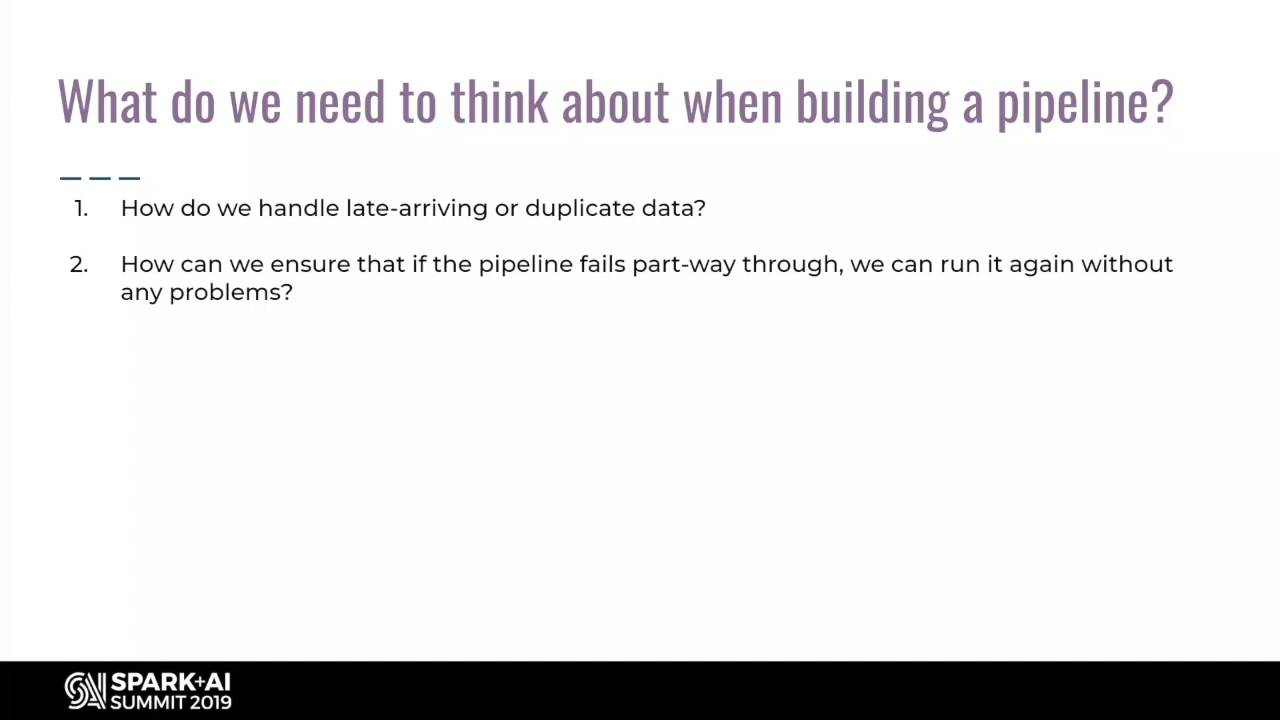 What do we need to think about when building a pipeline?
1. How do we handle late-arriving or duplicate data?
2. How can we ensure that if the pipeline fails part-way through, we can run it again without
any problems?
SPARK+AI
SUMMIT 2019